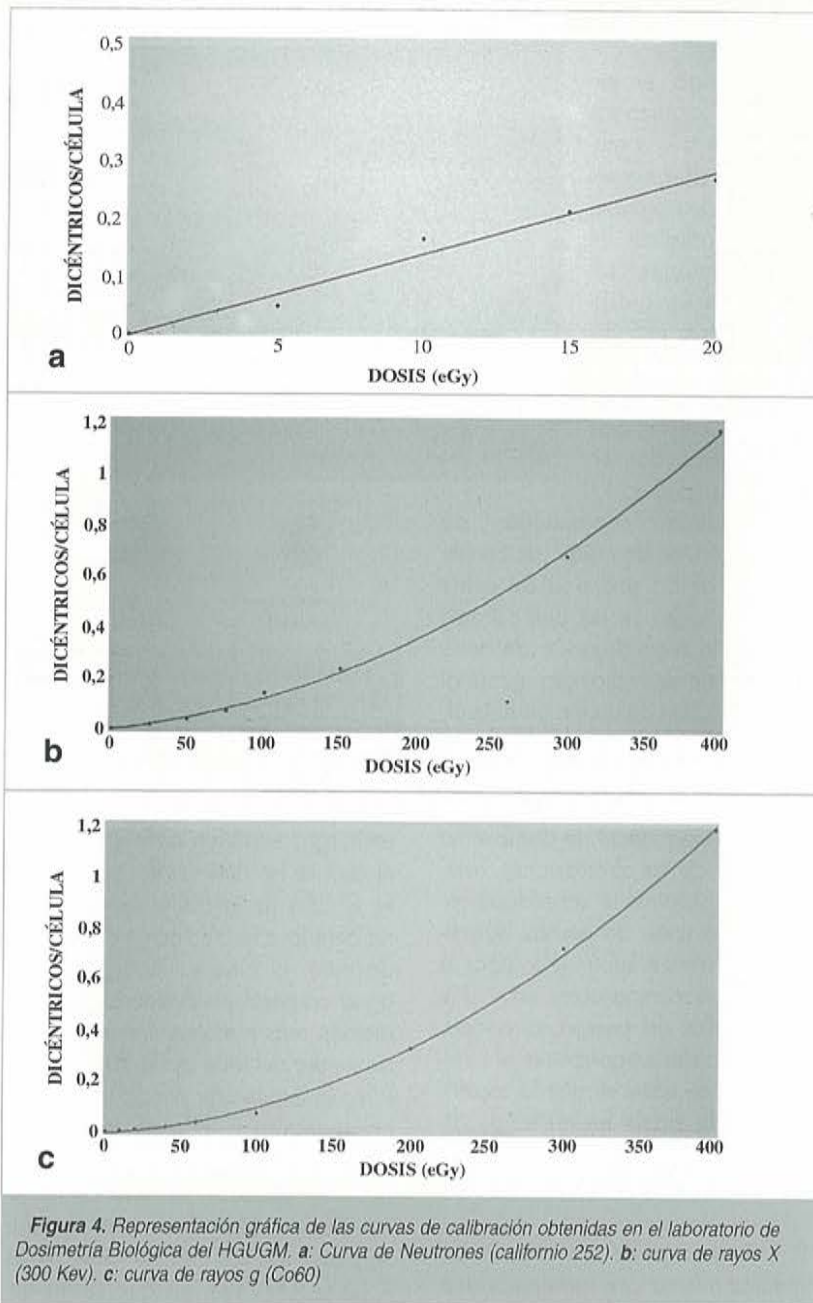 0,5
0,4
0,3
0,2
0,1
0
DICÉNTRICOS/CÉLULA
0 5 10 15 20
DOSIS (eGy)
a
1,2
1
0,8
0,6
0,4
0,2
0
DICÉNTRICOS/CÉLULA
0 50 100 150 200 250 300 350 400
DOSIS (eGy)
b
1,2
1
0,8
0,6
0,4
0,2
0
DICÉNTRICOS/CÉLULA
50 100 150 200 250 300 350 400
DOSIS (eGy)
c
Figura 4. Representación gráfica de las curvas de calibración obtenidas en el laboratorio de
Dosimetría Biológica del HGUGM. a: Curva de Neutrones (californio 252). b: curva de rayos X
(300 Kev). c: curva de rayos g (Co60)